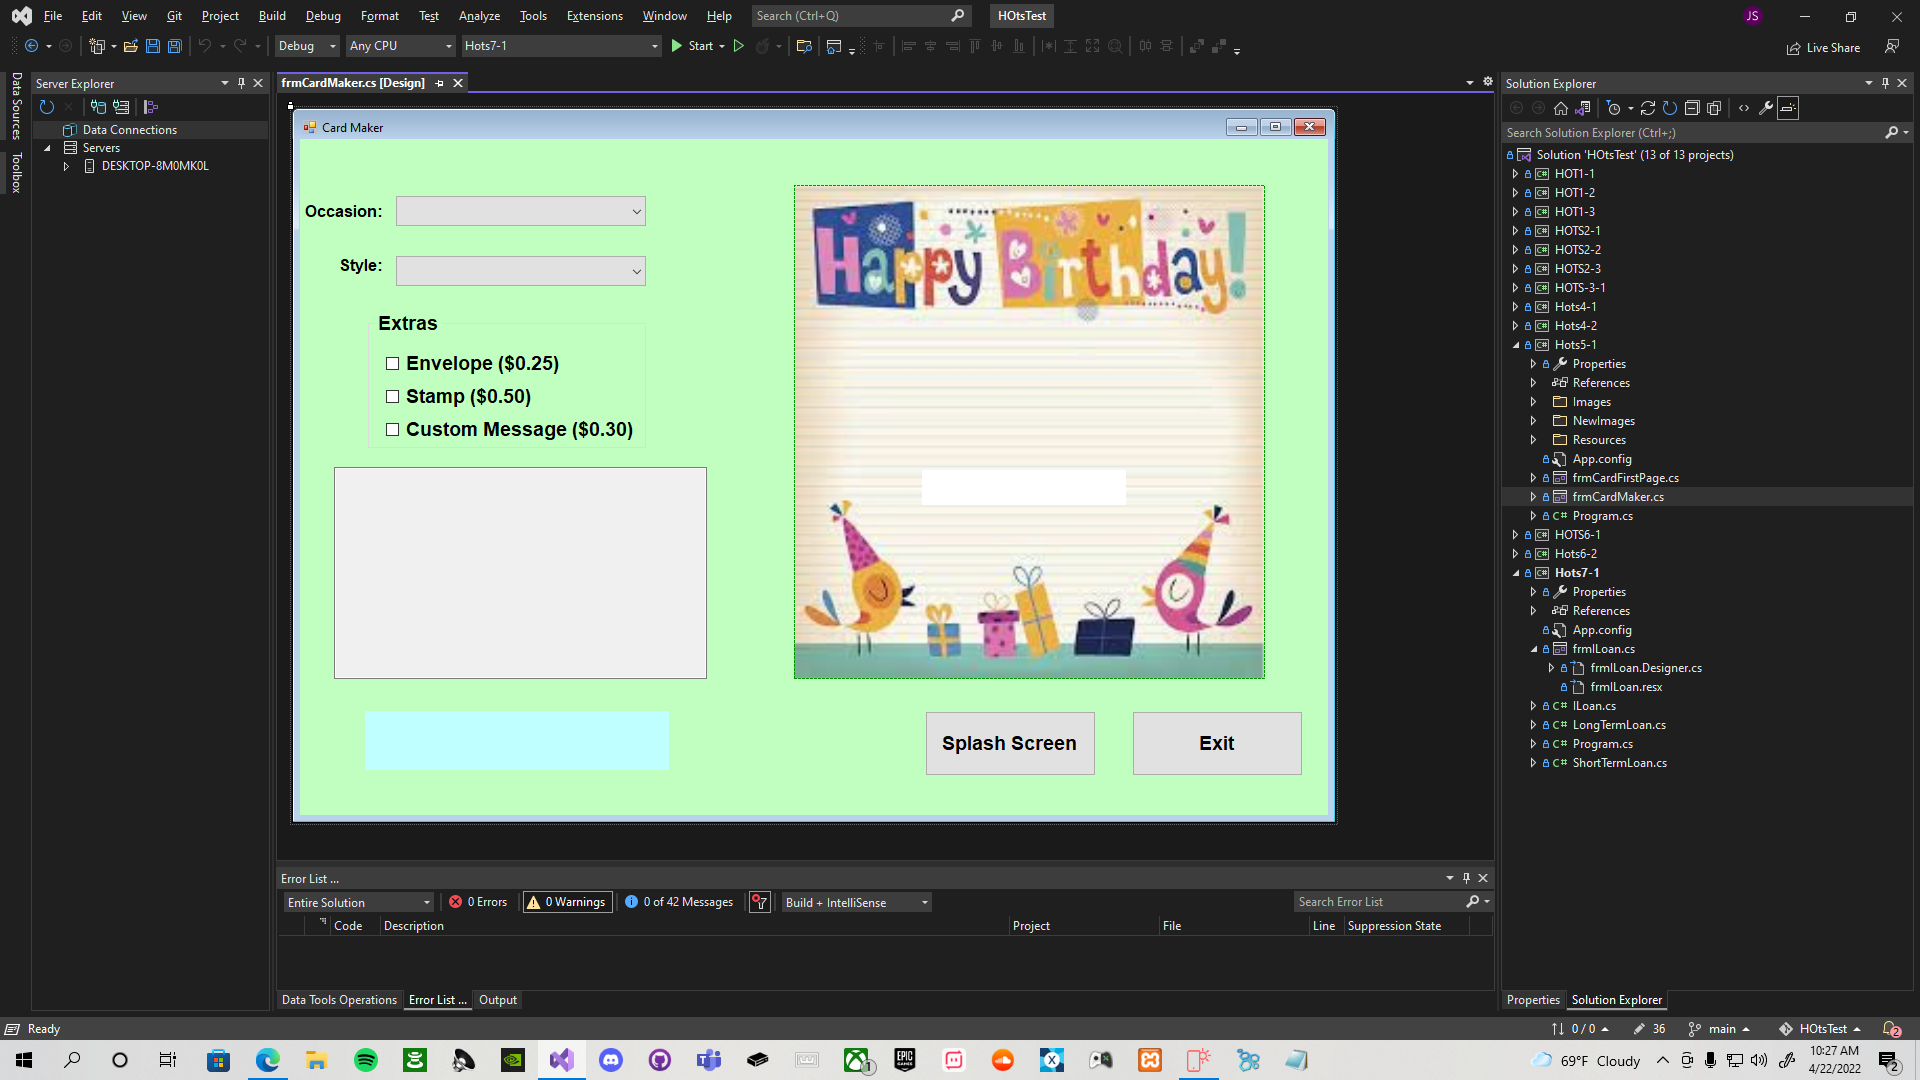 File Edit View Git Project Build Debug Format Test Analyze Tools Extensions Window Help Search (Ctrl+Q) HOtsTest JS
Debug Any CPU Hots7-1 Start Live Share
Data Sources
Toolbox
Server Explorer
Data Connections
Servers
DESKTOP-8M0MK0L
frmCardMaker.cs [Design]
Card Maker
Occasion:
Style:
Extras
Envelope ($0.25)
Stamp ($0.50)
Custom Message ($0.30)
Happy Birthday!
Splash Screen
Exit
Error List ...
Entire Solution 0 Errors 0 Warnings 0 of 42 Messages Build + IntelliSense Search Error List
Code Description Project File Line Suppression State
Data Tools Operations Error List ... Output
Solution Explorer
Search Solution Explorer (Ctrl+;)
Solution 'HOtsTest' (13 of 13 projects)
HOT1-1
HOT1-2
HOT1-3
HOTS2-1
HOTS2-2
HOTS2-3
HOTS-3-1
Hots4-1
Hots4-2
Hots5-1
Properties
References
Images
NewImages
Resources
App.config
frmCardFirstPage.cs
frmCardMaker.cs
Program.cs
HOTS6-1
Hots6-2
Hots7-1
Properties
References
App.config
frmILoan.cs
frmILoan.Designer.cs
frmILoan.resx
ILoan.cs
LongTermLoan.cs
Program.cs
ShortTermLoan.cs
Properties Solution Explorer
Ready 0 / 0 36 main HOtsTest 2
EPIC GAMES 1 69°F Cloudy 10:27 AM 2
4/22/2022